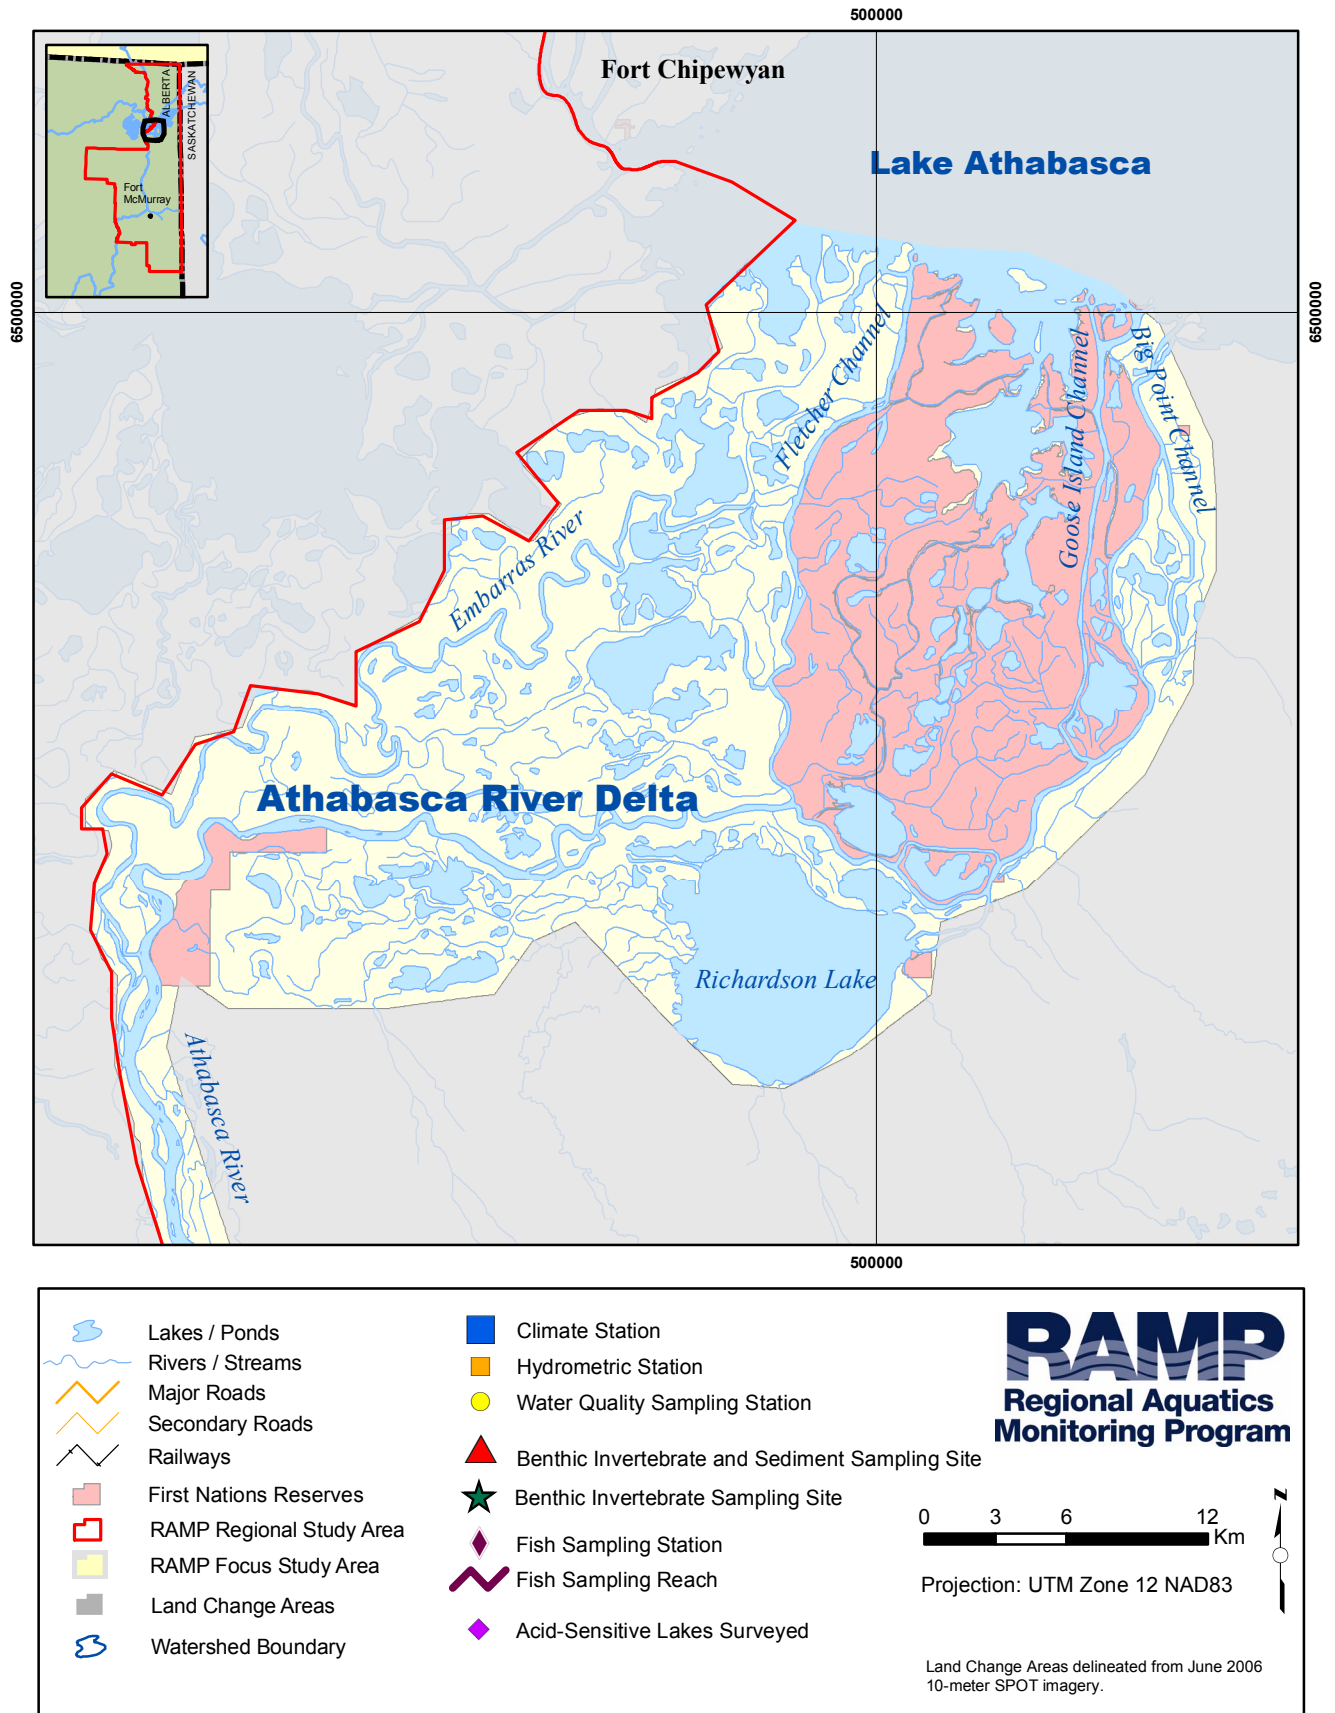 500000
Fort Chipewyan
ALBERTA
SASKATCHEWAN
Fort
McMurray
Lake Athabasca
6500000
6500000
Fletcher Channel
Goose Island Channel
Big Point Channel
Embarras River
Athabasca River Delta
Richardson Lake
Athabasca River
500000
Lakes / Ponds
Rivers / Streams
Major Roads
Secondary Roads
Railways
First Nations Reserves
RAMP Regional Study Area
RAMP Focus Study Area
Land Change Areas
Watershed Boundary
Climate Station
Hydrometric Station
Water Quality Sampling Station
Benthic Invertebrate and Sediment Sampling Site
Benthic Invertebrate Sampling Site
Fish Sampling Station
Fish Sampling Reach
Acid-Sensitive Lakes Surveyed
RAMP
Regional Aquatics
Monitoring Program
0 3 6 12
Km
z
Projection: UTM Zone 12 NAD83
Land Change Areas delineated from June 2006
10-meter SPOT imagery.